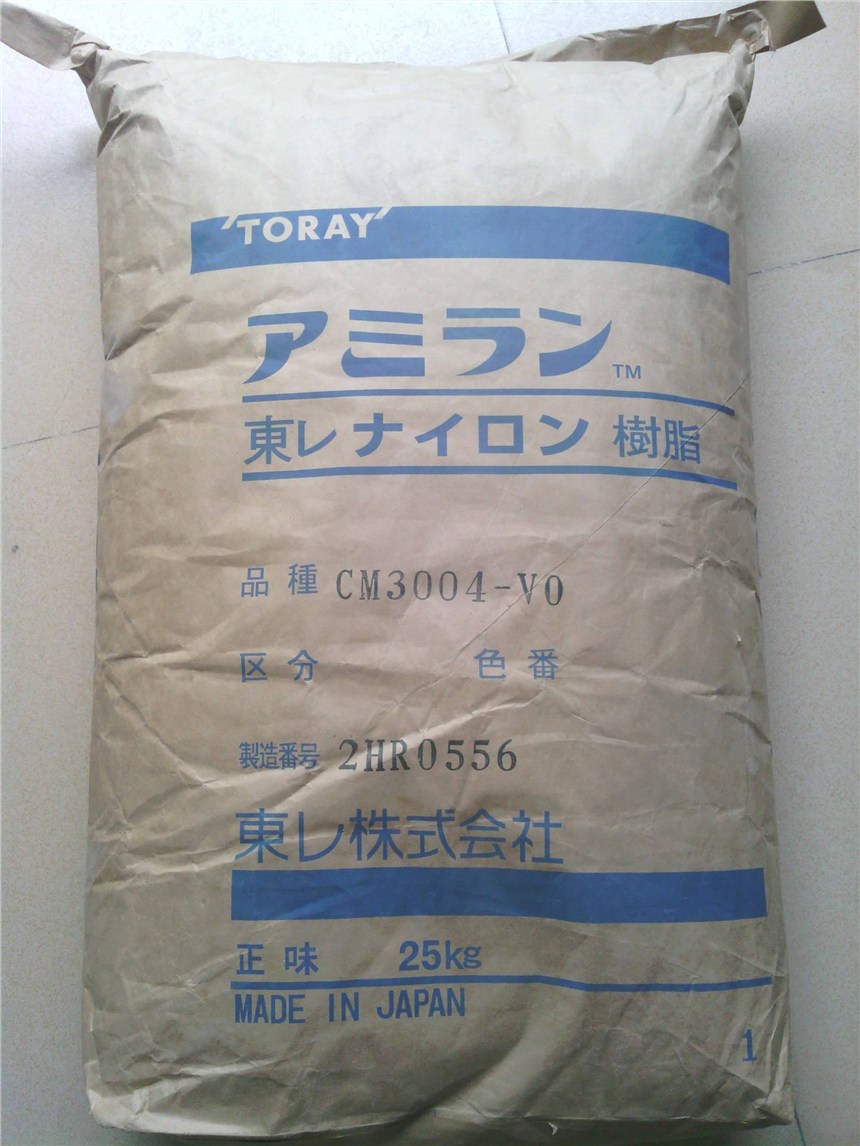 TORAY
アミラン™
東レ ナイロン 樹脂
品種 CM3004-V0
区分 色番
製造番号 2HR0556
東レ株式会社
正味 25kg
MADE IN JAPAN
1